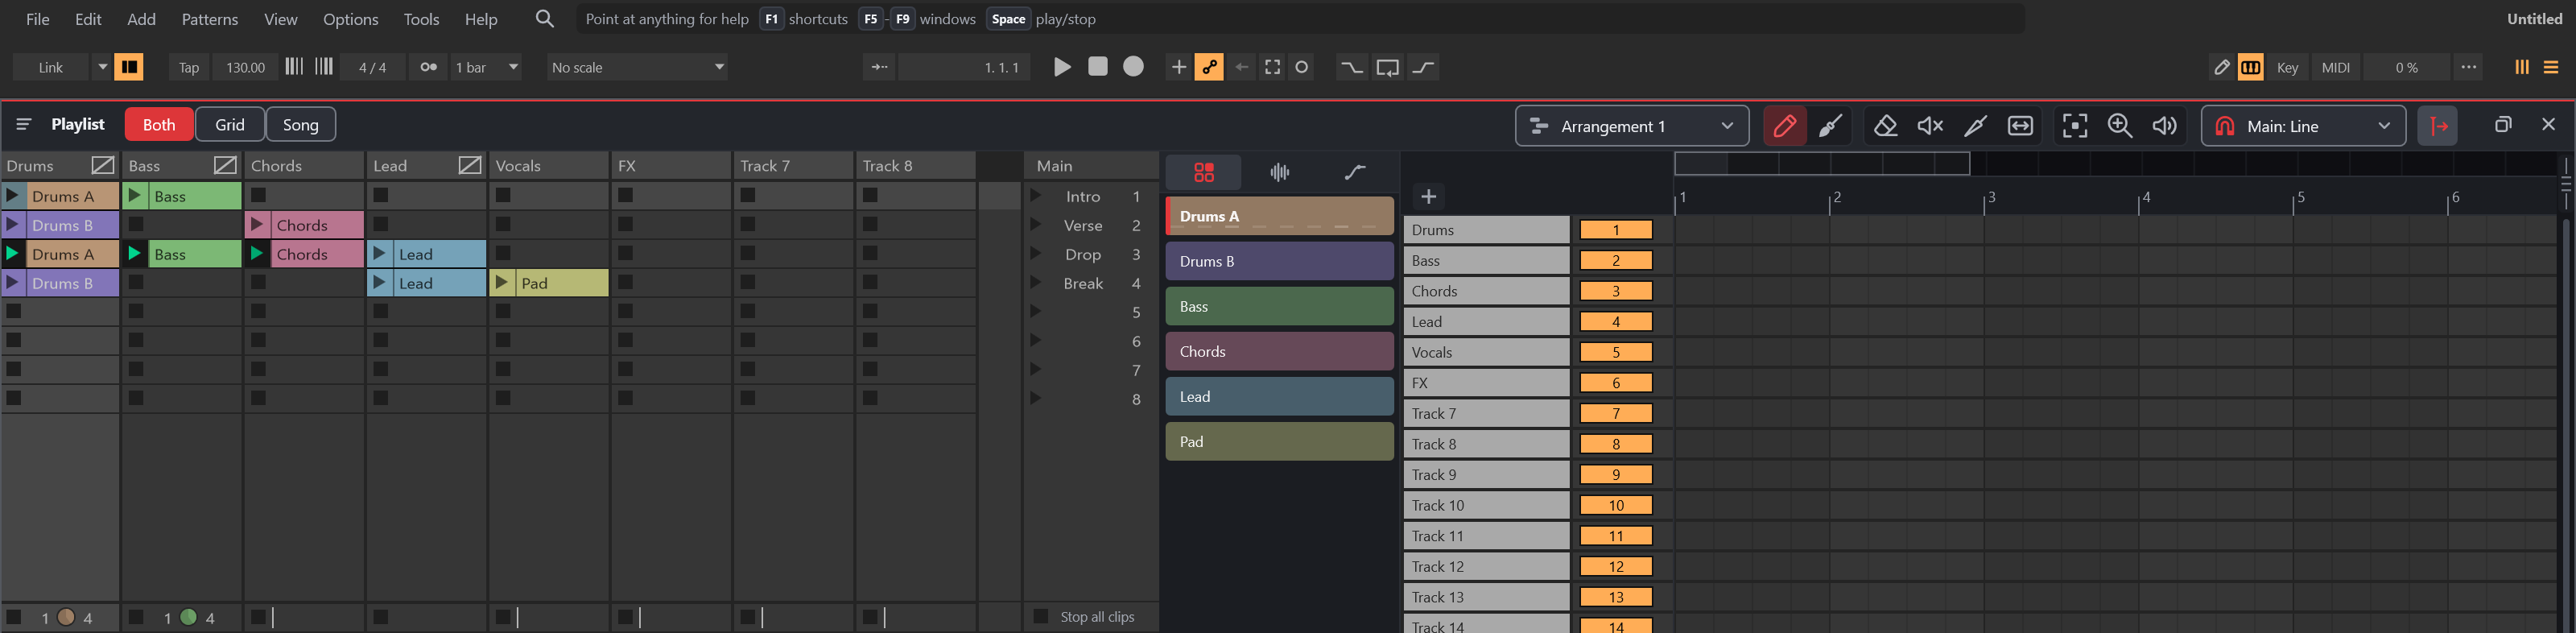 File Edit Add Patterns View Options Tools Help Point at anything for help F1 shortcuts F5 - F9 windows Space play/stop Untitled
Link Tap 130.00 4 / 4 1 bar No scale 1. 1. 1 Key MIDI 0 %
Playlist Both Grid Song Arrangement 1 Main: Line
Drums Bass Chords Lead Vocals FX Track 7 Track 8 Main
Drums A Bass Intro 1
Drums B Chords Verse 2
Drums A Bass Chords Lead Drop 3
Drums B Lead Pad Break 4
5
6
7
8
1 4 1 4 Stop all clips
Drums A
Drums B
Bass
Chords
Lead
Pad
1 2 3 4 5 6
Drums 1
Bass 2
Chords 3
Lead 4
Vocals 5
FX 6
Track 7 7
Track 8 8
Track 9 9
Track 10 10
Track 11 11
Track 12 12
Track 13 13
Track 14 14